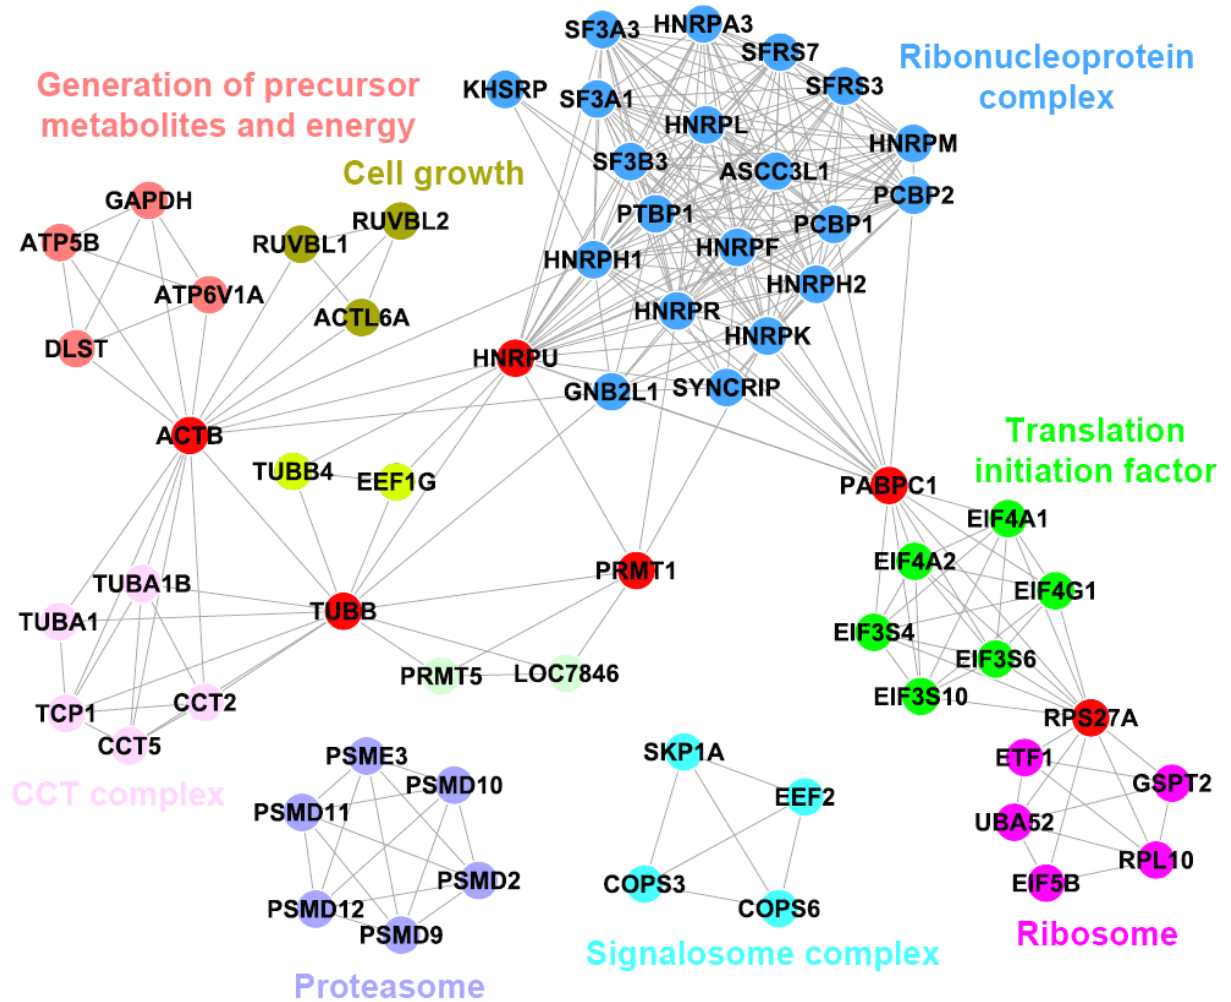 SF3A3
HNRPA3
SFRS7
Ribonucleoprotein
complex
Generation of precursor
metabolites and energy
KHSRP
SF3A1
SFRS3
HNRPL
HNRPM
Cell growth
SF3B3
ASCC3L1
PCBP2
GAPDH
RUVBL2
PTBP1
PCBP1
ATP5B
RUVBL1
HNRPF
HNRPH1
ATP6V1A
HNRPH2
ACTL6A
HNRPR
HNRPK
DLST
HNRPU
GNB2L1
SYNCRIP
ACTB
Translation
initiation factor
TUBB4
EEF1G
PABPC1
EIF4A1
EIF4A2
TUBA1B
PRMT1
EIF4G1
TUBA1
TUBB
EIF3S4
EIF3S6
PRMT5
LOC7846
EIF3S10
TCP1
CCT2
RPS27A
CCT5
CCT complex
PSME3
PSMD10
SKP1A
ETF1
GSPT2
PSMD11
EEF2
UBA52
RPL10
PSMD2
COPS3
EIF5B
PSMD12
COPS6
PSMD9
Ribosome
Signalosome complex
Proteasome